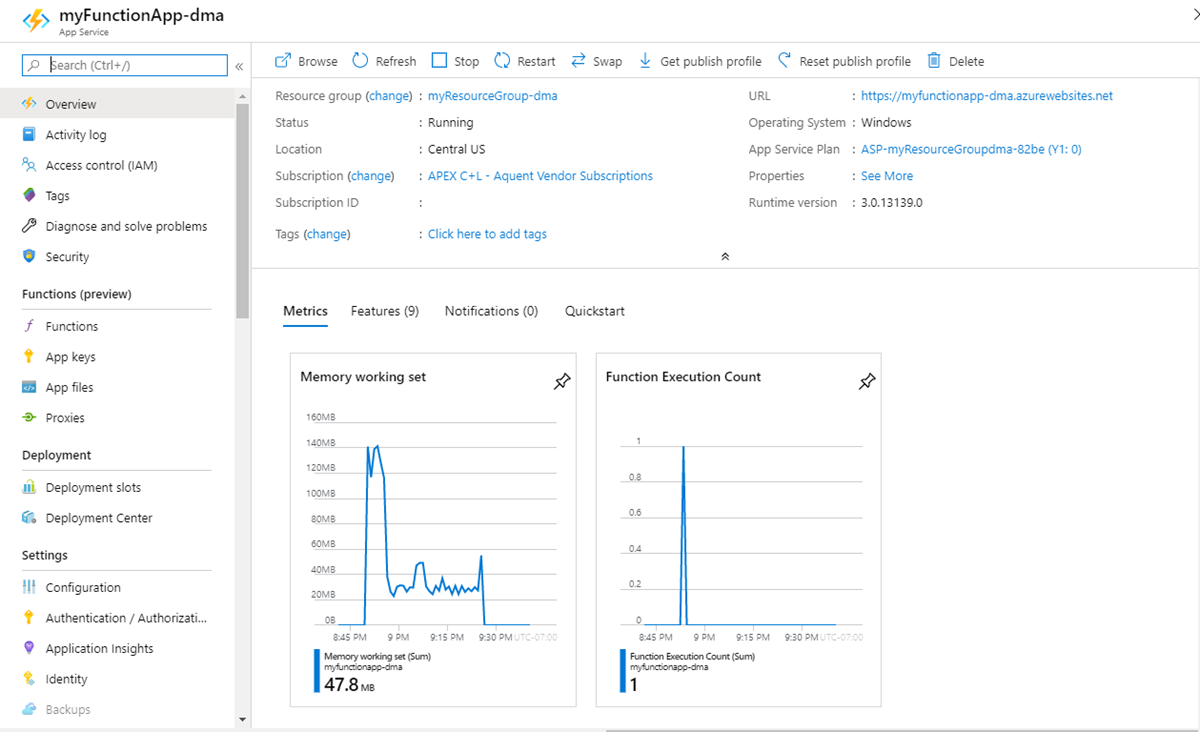 myFunctionApp-dma
App Service
Search (Ctrl+/)
«
Overview
Activity log
Access control (IAM)
Tags
Diagnose and solve problems
Security
Functions (preview)
Functions
App keys
App files
Proxies
Deployment
Deployment slots
Deployment Center
Settings
Configuration
Authentication / Authorizati...
Application Insights
Identity
Backups
Browse Refresh Stop Restart Swap Get publish profile Reset publish profile Delete
Resource group (change) : myResourceGroup-dma
Status : Running
Location : Central US
Subscription (change) : APEX C+L - Aquent Vendor Subscriptions
Subscription ID :
Tags (change) : Click here to add tags
URL : https://myfunctionapp-dma.azurewebsites.net
Operating System : Windows
App Service Plan : ASP-myResourceGroupdma-82be (Y1: 0)
Properties : See More
Runtime version : 3.0.13139.0
Metrics Features (9) Notifications (0) Quickstart
Memory working set
160MB
140MB
120MB
100MB
80MB
60MB
40MB
20MB
0B
8:45 PM 9 PM 9:15 PM 9:30 PM UTC-07:00
Memory working set (Sum)
myfunctionapp-dma
47.8 MB
Function Execution Count
1
0.8
0.6
0.4
0.2
0
8:45 PM 9 PM 9:15 PM 9:30 PM UTC-07:00
Function Execution Count (Sum)
myfunctionapp-dma
1